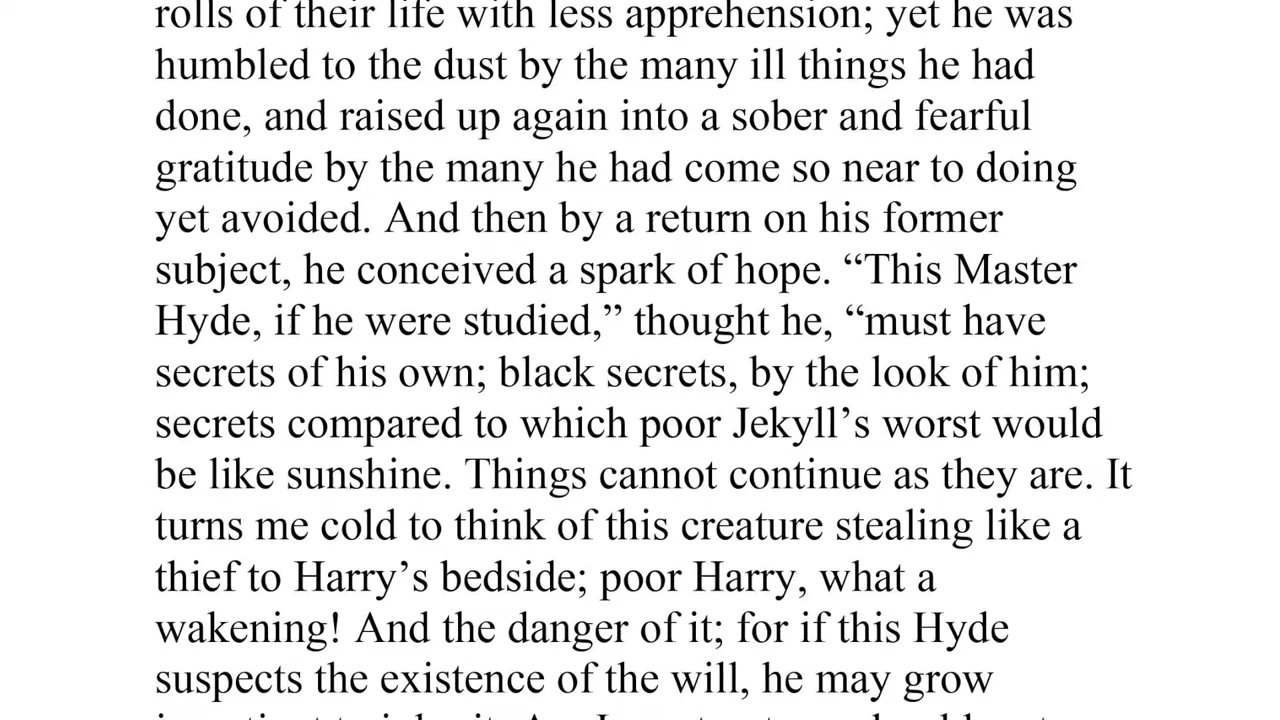 rolls of their life with less apprehension; yet he was
humbled to the dust by the many ill things he had
done, and raised up again into a sober and fearful
gratitude by the many he had come so near to doing
yet avoided. And then by a return on his former
subject, he conceived a spark of hope. “This Master
Hyde, if he were studied,” thought he, “must have
secrets of his own; black secrets, by the look of him;
secrets compared to which poor Jekyll’s worst would
be like sunshine. Things cannot continue as they are. It
turns me cold to think of this creature stealing like a
thief to Harry’s bedside; poor Harry, what a
wakening! And the danger of it; for if this Hyde
suspects the existence of the will, he may grow